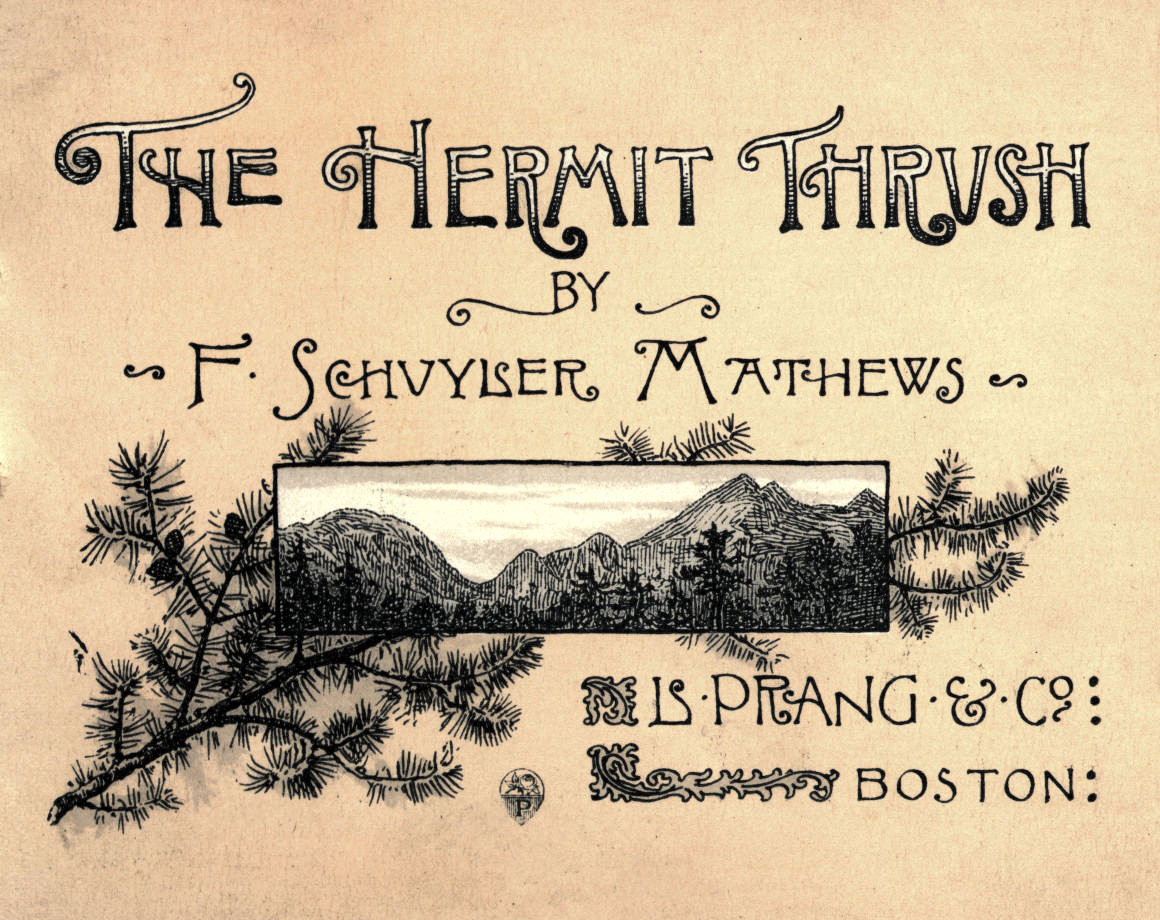 THE HERMIT THRUSH
BY
F. SCHUYLER MATHEWS
L. PRANG & Co.
BOSTON:
P